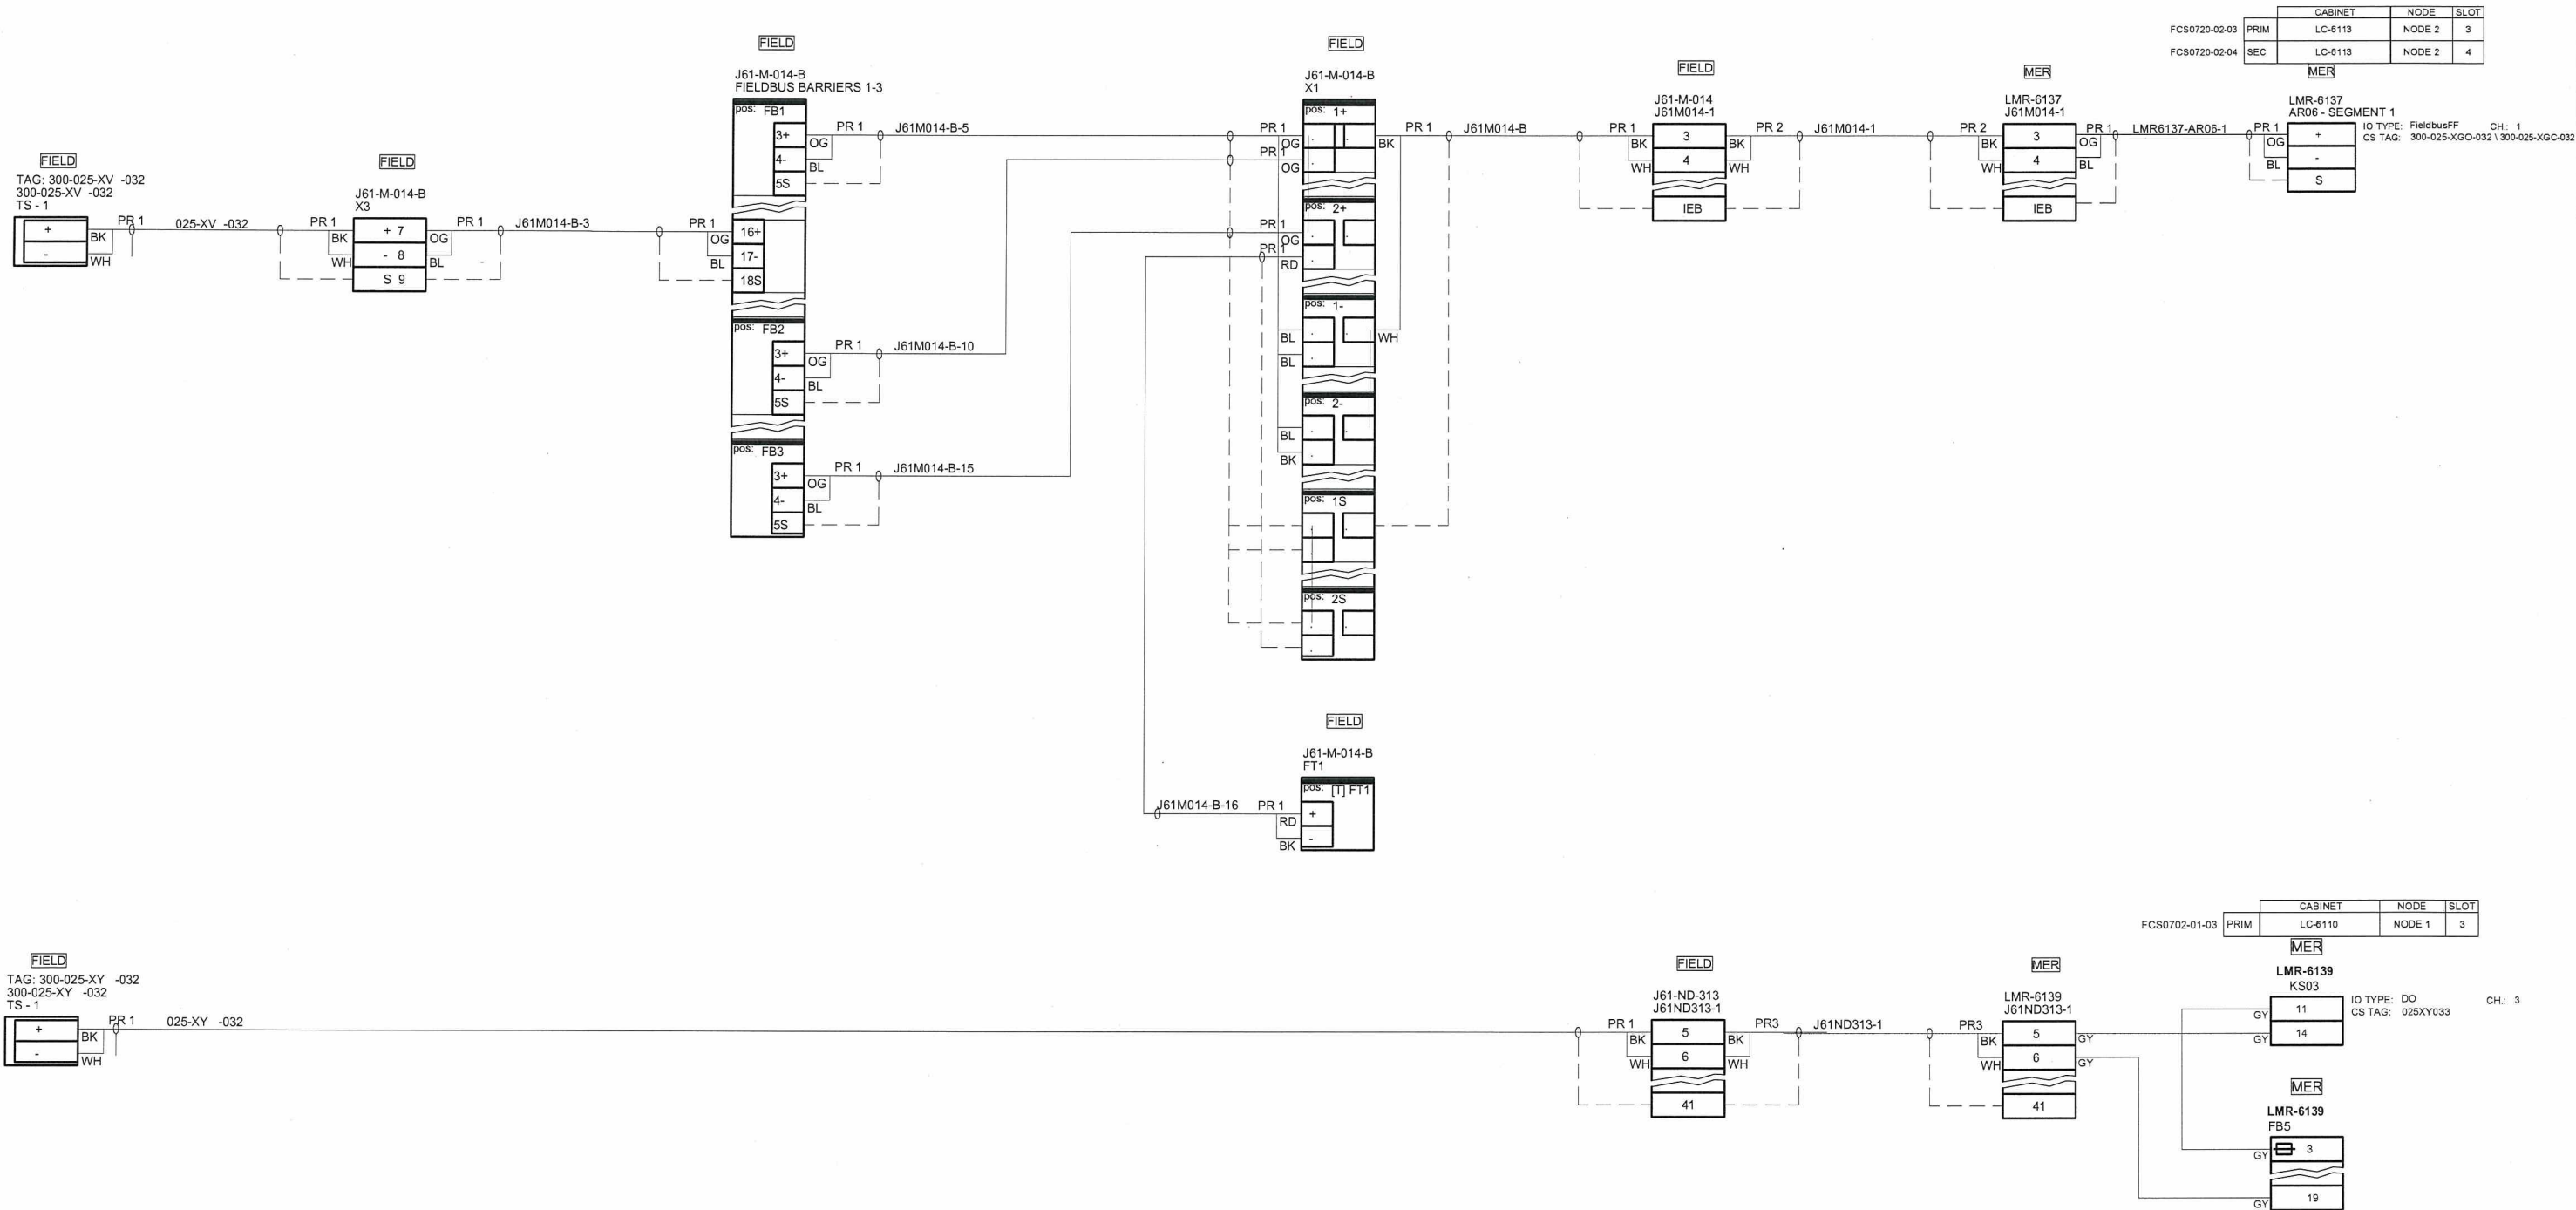 CABINET NODE SLOT
FCS0720-02-03 PRIM LC-6113 NODE 2 3
FCS0720-02-04 SEC LC-6113 NODE 2 4
FIELD
TAG: 300-025-XV -032
300-025-XV -032
TS - 1
+
-
BK
WH
PR 1
025-XV -032
FIELD
J61-M-014-B
X3
PR 1
BK
WH
+ 7
- 8
S 9
PR 1
OG
BL
J61M014-B-3
FIELD
J61-M-014-B
FIELDBUS BARRIERS 1-3
pos: FB1
3+
4-
5S
PR 1
OG
BL
J61M014-B-5
PR 1
OG
BL
16+
17-
18S
pos: FB2
3+
4-
5S
PR 1
OG
BL
J61M014-B-10
pos: FB3
3+
4-
5S
PR 1
OG
BL
J61M014-B-15
FIELD
J61-M-014-B
X1
pos: 1+
PR 1
OG
PR 1
OG
PR 1
BK
J61M014-B
pos: 2+
PR 1
OG
PR 1
RD
pos: 1-
BL
BL
WH
pos: 2-
BL
BK
pos: 1S
pos: 2S
FIELD
J61-M-014-B
FT1
pos: [T] FT1
J61M014-B-16
PR 1
RD
BK
+
-
FIELD
J61-M-014
J61M014-1
PR 1
BK
WH
3
4
IEB
PR 2
BK
WH
J61M014-1
MER
LMR-6137
J61M014-1
PR 2
BK
WH
3
4
IEB
PR 1
OG
BL
LMR6137-AR06-1
MER
LMR-6137
AR06 - SEGMENT 1
PR 1
OG
BL
+
-
S
IO TYPE: FieldbusFF CH.: 1
CS TAG: 300-025-XGO-032 \ 300-025-XGC-032
CABINET NODE SLOT
FCS0702-01-03 PRIM LC-6110 NODE 1 3
FIELD
TAG: 300-025-XY -032
300-025-XY -032
TS - 1
+
-
BK
WH
PR 1
025-XY -032
FIELD
J61-ND-313
J61ND313-1
PR 1
BK
WH
5
6
41
PR3
BK
WH
J61ND313-1
MER
LMR-6139
J61ND313-1
PR3
BK
WH
5
6
41
GY
GY
MER
LMR-6139
KS03
GY
GY
11
14
IO TYPE: DO CH.: 3
CS TAG: 025XY033
MER
LMR-6139
FB5
GY
3
19
GY